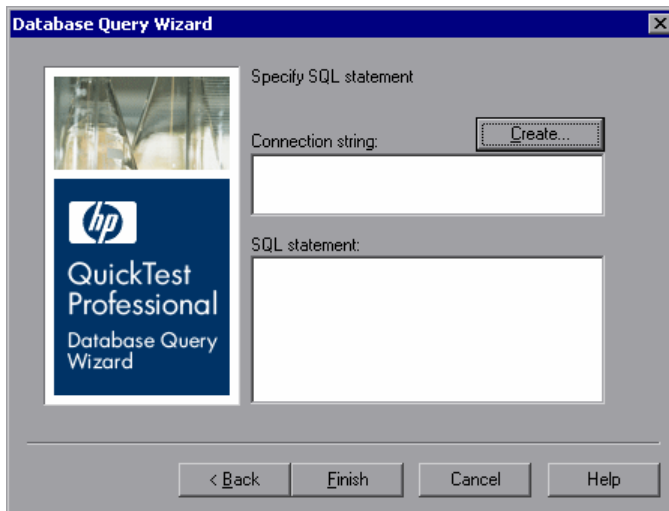 Database Query Wizard
Specify SQL statement
Connection string:
Create...
hp
QuickTest
Professional
Database Query
Wizard
SQL statement:
< Back
Finish
Cancel
Help